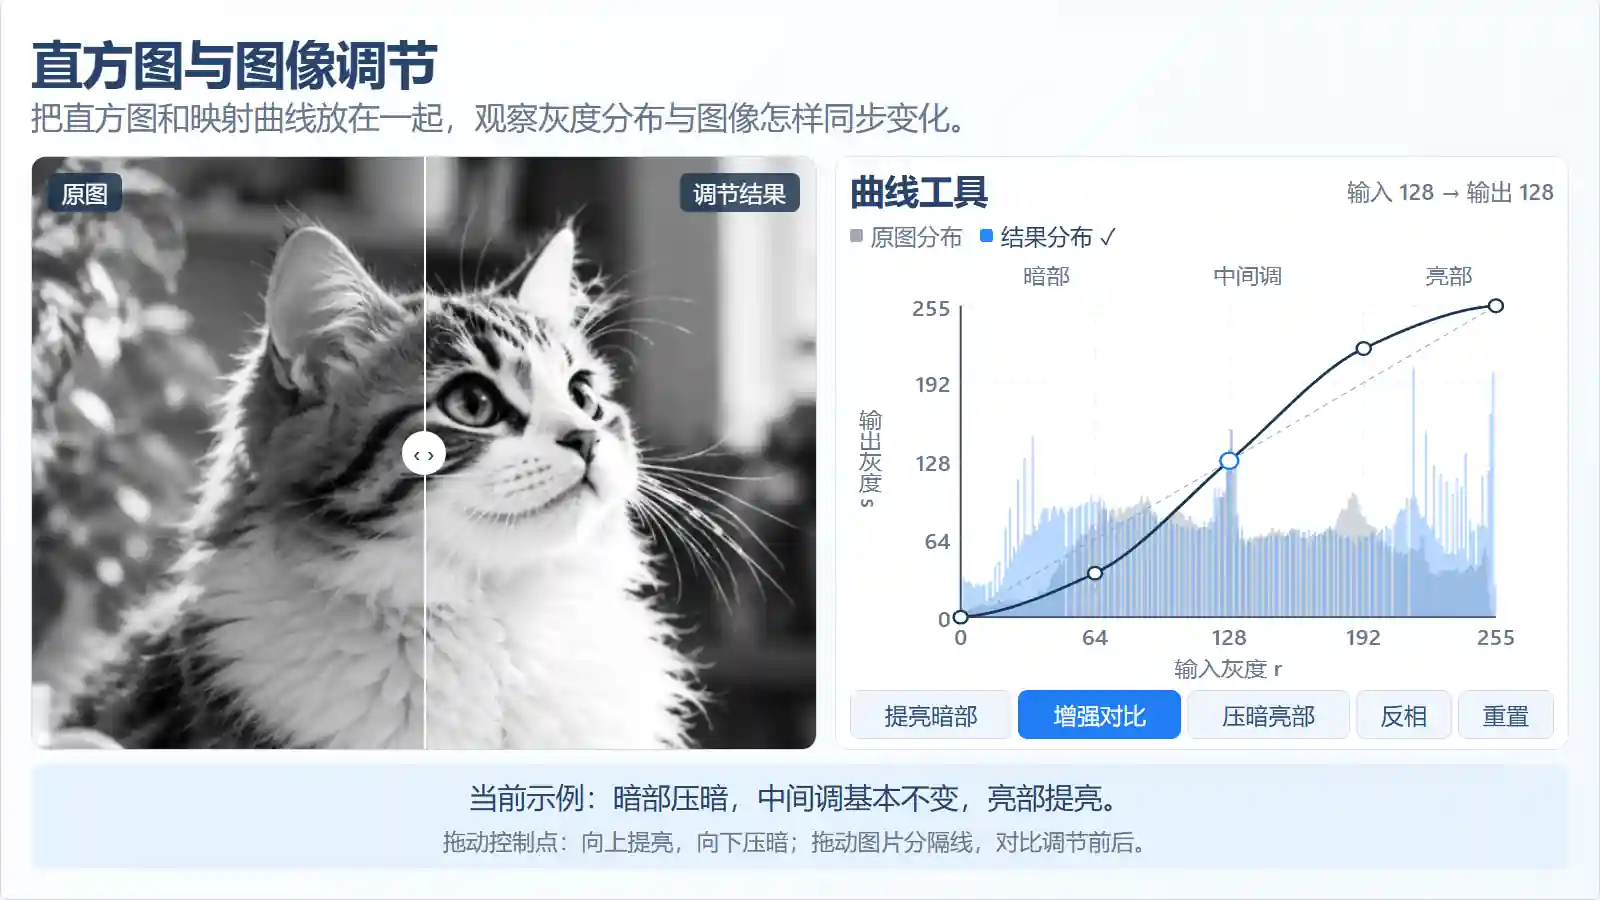 直方图与图像调节
把直方图和映射曲线放在一起，观察灰度分布与图像怎样同步变化。
原图
调节结果
曲线工具
输入 128 → 输出 128
原图分布
结果分布 ✓
暗部
中间调
亮部
255
192
128
64
0
输出灰度 s
0
64
128
192
255
输入灰度 r
提亮暗部
增强对比
压暗亮部
反相
重置
当前示例：暗部压暗，中间调基本不变，亮部提亮。
拖动控制点：向上提亮，向下压暗；拖动图片分隔线，对比调节前后。